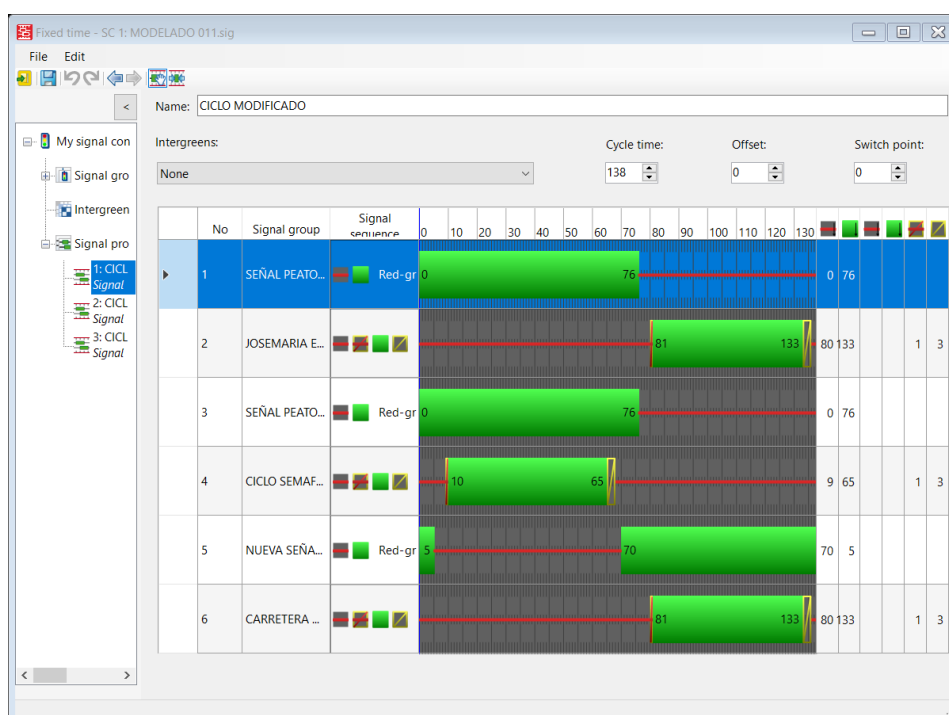 Fixed time - SC 1: MODELADO 011.sig
File Edit
< Name: CICLO MODIFICADO
My signal con
Signal gro
Intergreen
Signal pro
1: CICL
Signal
2: CICL
Signal
3: CICL
Signal
Intergreens: Cycle time: Offset: Switch point:
None 138 0 0
No Signal group Signal sequence 0 10 20 30 40 50 60 70 80 90 100 110 120 130
1 SEÑAL PEATO... Red-gr 0 76 0 76
2 JOSEMARIA E... 81 133 80 133 1 3
3 SEÑAL PEATO... Red-gr 0 76 0 76
4 CICLO SEMAF... 10 65 9 65 1 3
5 NUEVA SEÑA... Red-gr 5 70 70 5
6 CARRETERA ... 81 133 80 133 1 3